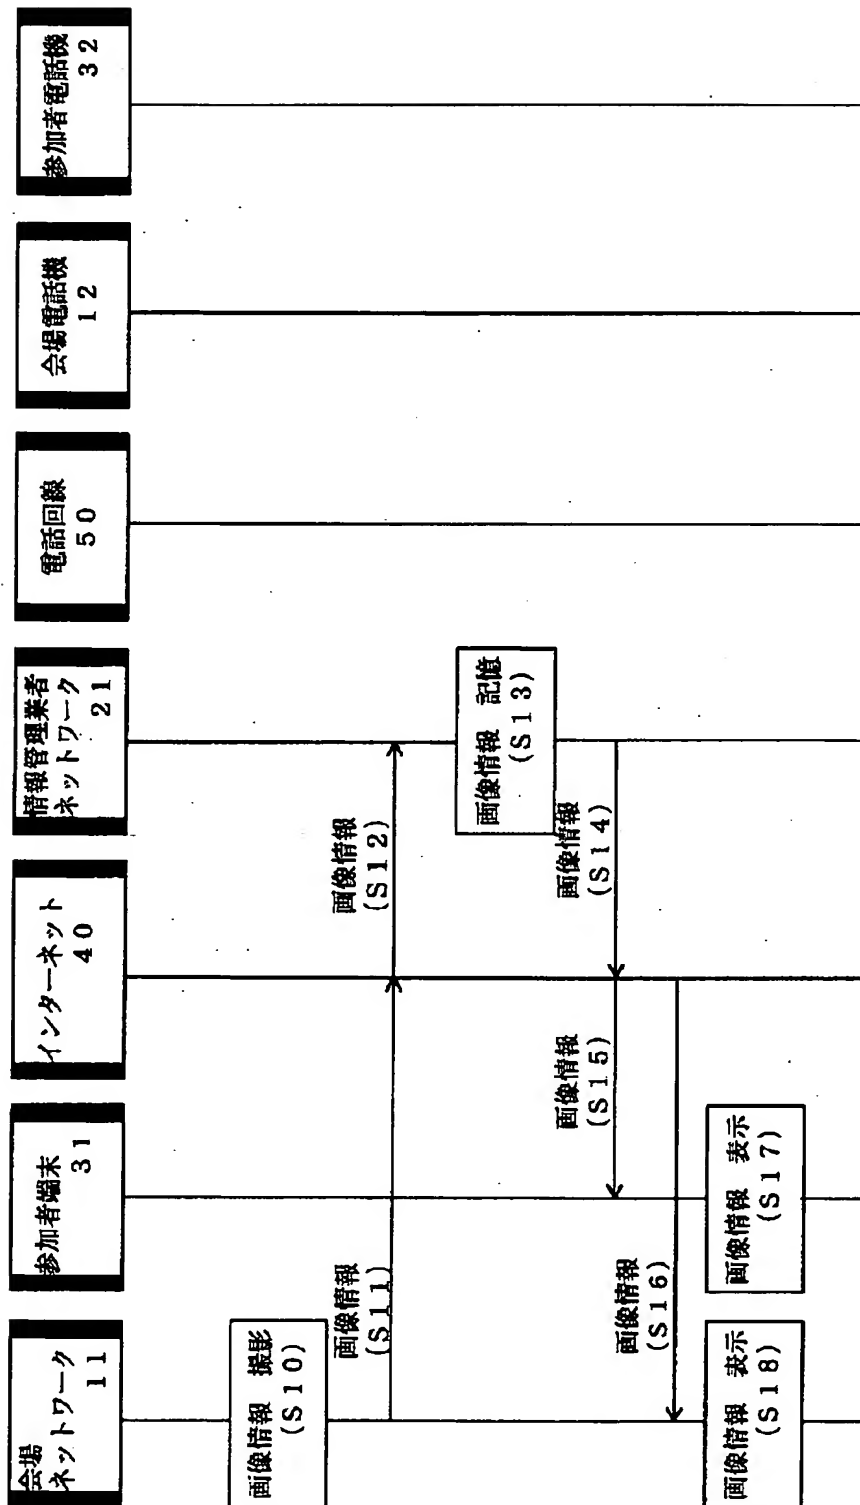 会場
ネットワーク
１１
参加者端末
３１
インターネット
４０
情報管理業者
ネットワーク
２１
電話回線
５０
会場電話機
１２
参加者電話機
３２
画像情報　撮影
（Ｓ１０）
画像情報
（Ｓ１１）
画像情報
（Ｓ１２）
画像情報　記憶
（Ｓ１３）
画像情報
（Ｓ１４）
画像情報
（Ｓ１５）
画像情報
（Ｓ１６）
画像情報　表示
（Ｓ１７）
画像情報　表示
（Ｓ１８）